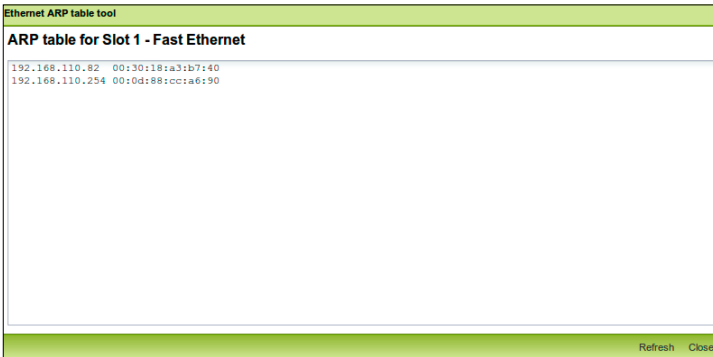 Ethernet ARP table tool
ARP table for Slot 1 - Fast Ethernet
192.168.110.82 00:30:18:a3:b7:40
192.168.110.254 00:0d:88:cc:a6:90
Refresh Close